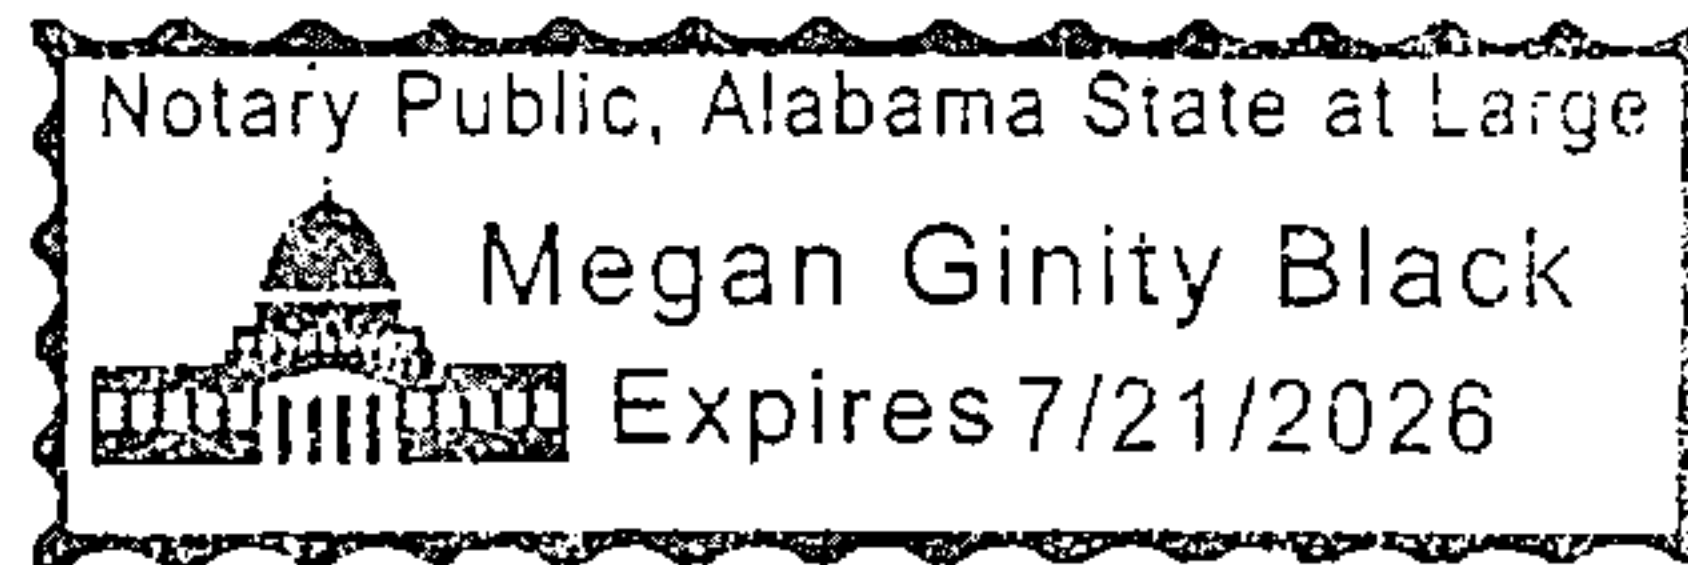 Notary Public, Alabama State at Large
Megan Ginity Black
Expires 7/21/2026